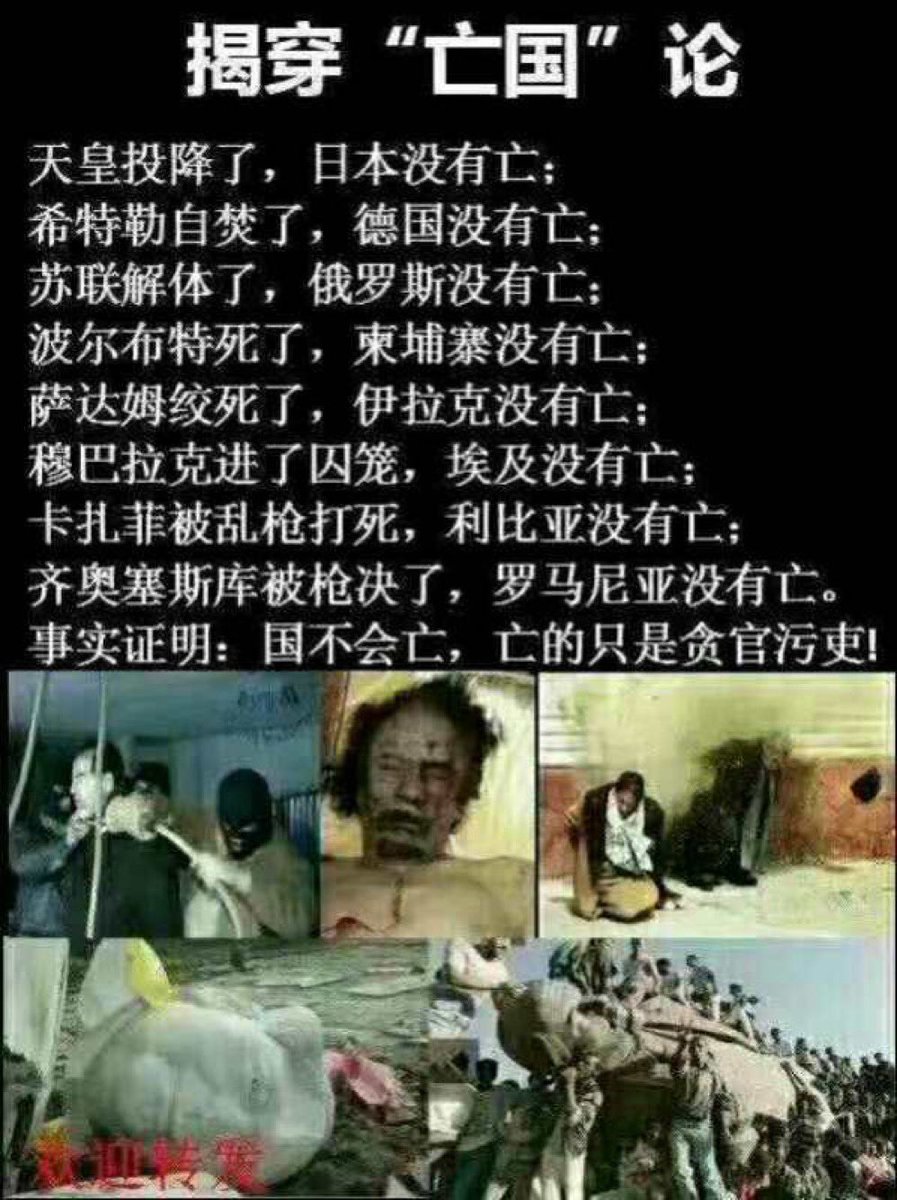 揭穿“亡国”论
天皇投降了，日本没有亡；
希特勒自焚了，德国没有亡；
苏联解体了，俄罗斯没有亡；
波尔布特死了，柬埔寨没有亡；
萨达姆绞死了，伊拉克没有亡；
穆巴拉克进了囚笼，埃及没有亡；
卡扎菲被乱枪打死，利比亚没有亡；
齐奥塞斯库被枪决了，罗马尼亚没有亡。
事实证明：国不会亡，亡的只是贪官污吏!
欢迎转发